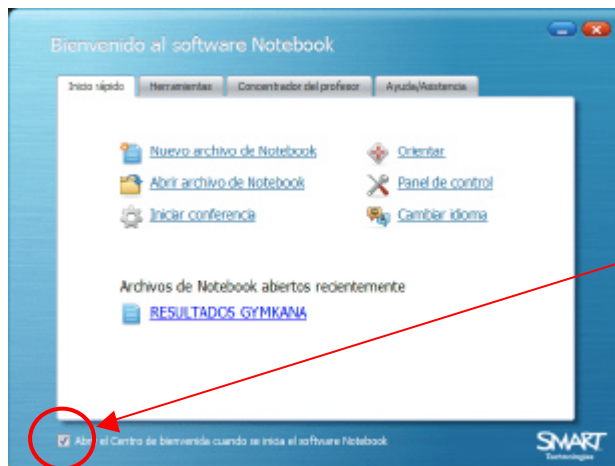 Bienvenido al software Notebook
Inicio rápido Herramientas Concentrador del profesor Ayuda/Asistencia
Nuevo archivo de Notebook Orientar
Abrir archivo de Notebook Panel de control
Iniciar conferencia Cambiar idioma
Archivos de Notebook abiertos recientemente
RESULTADOS GYMKANA
Abrir el Centro de bienvenida cuando se inicia el software Notebook
SMART
Technologies